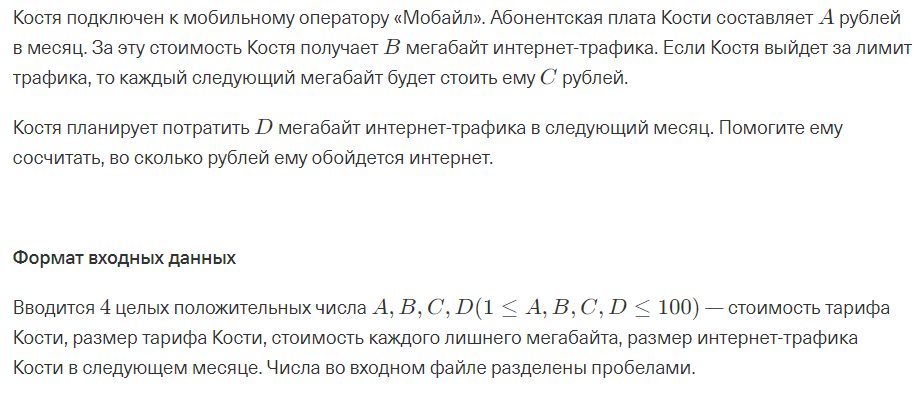 Костя подключен к мобильному оператору «Мобайл». Абонентская плата Кости составляет A рублей
в месяц. За эту стоимость Костя получает B мегабайт интернет-трафика. Если Костя выйдет за лимит
трафика, то каждый следующий мегабайт будет стоить ему C рублей.
Костя планирует потратить D мегабайт интернет-трафика в следующий месяц. Помогите ему
сосчитать, во сколько рублей ему обойдется интернет.
Формат входных данных
Вводится 4 целых положительных числа A, B, C, D(1 ≤ A, B, C, D ≤ 100) — стоимость тарифа
Кости, размер тарифа Кости, стоимость каждого лишнего мегабайта, размер интернет-трафика
Кости в следующем месяце. Числа во входном файле разделены пробелами.